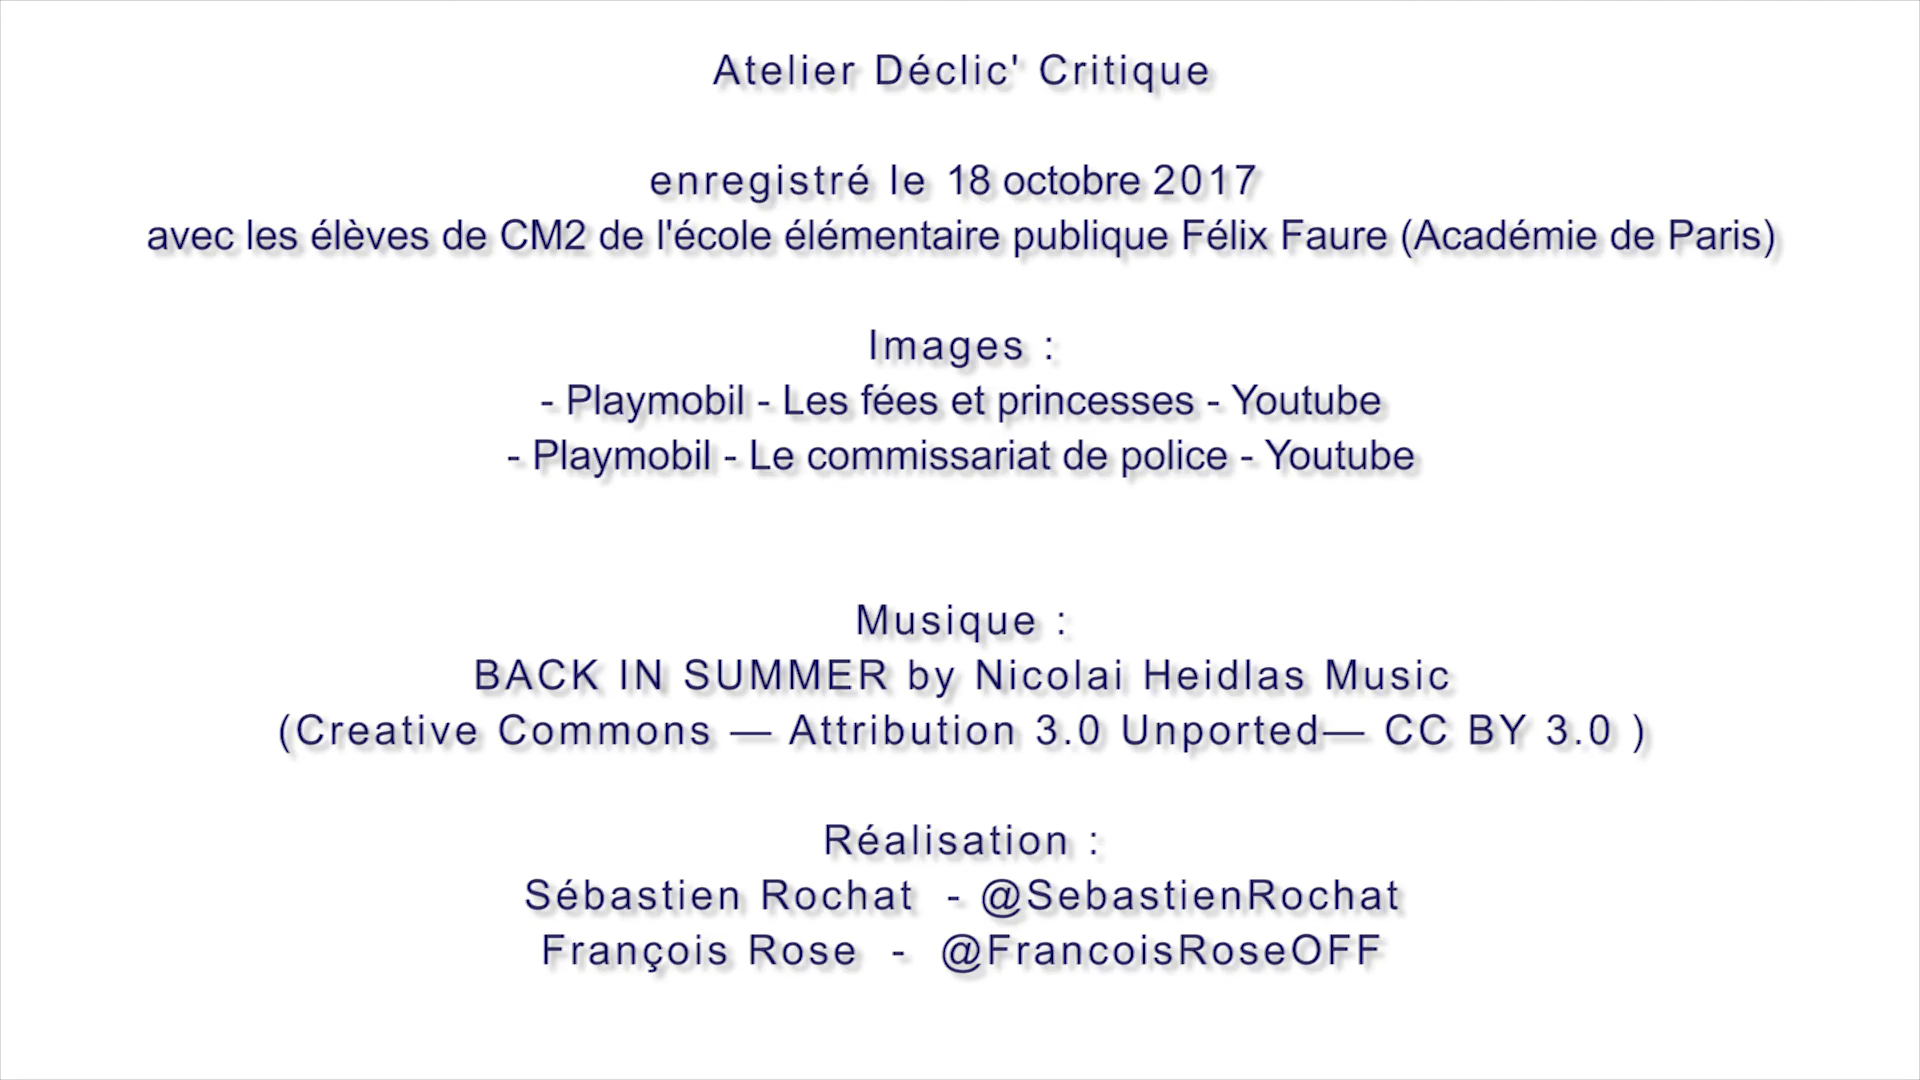 Atelier Déclic' Critique
enregistré le 18 octobre 2017
avec les élèves de CM2 de l'école élémentaire publique Félix Faure (Académie de Paris)
Images :
- Playmobil - Les fées et princesses - Youtube
- Playmobil - Le commissariat de police - Youtube
Musique :
BACK IN SUMMER by Nicolai Heidlas Music
(Creative Commons — Attribution 3.0 Unported— CC BY 3.0 )
Réalisation :
Sébastien Rochat - @SebastienRochat
François Rose - @FrancoisRoseOFF